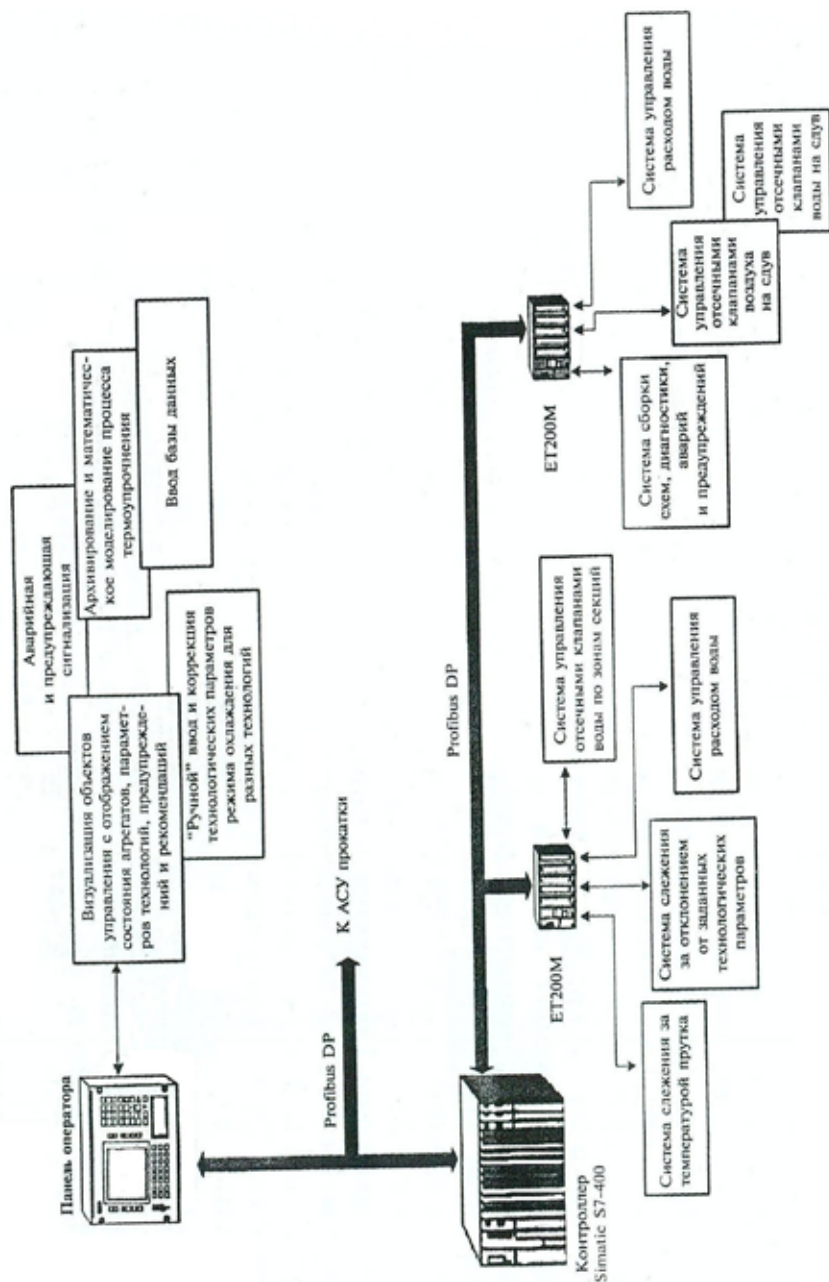 Панель оператора
Визуализация объектов
управления с отображением
состояния агрегатов, парамет-
ров технологий, предупрежде-
ний и рекомендаций
Аварийная
и предупреждающая
сигнализация
"Ручной" ввод и коррекция
технологических параметров
режима охлаждения для
разных технологий
Архивирование и математичес-
кое моделирование процесса
термоупрочнения
Ввод базы данных
Profibus DP
К АСУ прокатки
Контроллер
Simatic S7-400
Profibus DP
ET200M
Система управления
отсечными клапанами
воды по зонам секций
Система слежения за
температурой прутка
Система слежения
за отклонением
от заданных
технологических
параметров
Система управления
расходом воды
ET200M
Система сборки
схем, диагностики,
аварий
и предупреждений
Система
управления
отсечными
клапанами
воздуха
на сдув
Система
управления
отсечными
клапанами
воды на сдув
Система управления
расходом воды